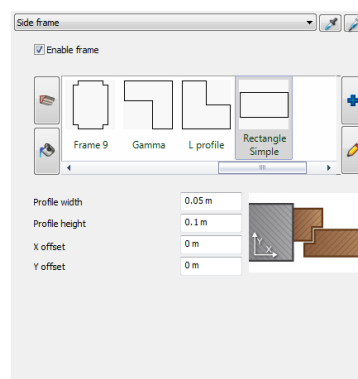 Side frame
Enable frame
Frame 9
Gamma
L profile
Rectangle
Simple
Profile width
0.05 m
Profile height
0.1 m
X offset
0 m
Y offset
0 m
Y
X